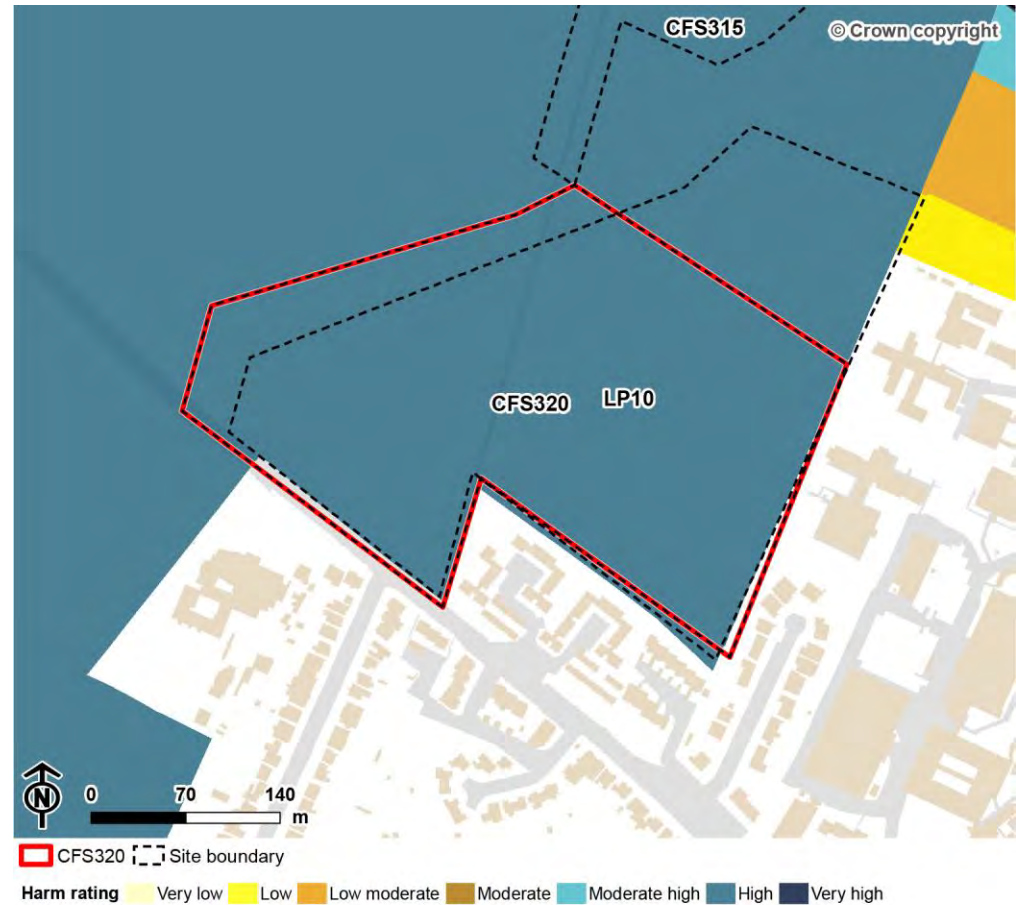 CFS315
© Crown copyright
CFS320 LP10
N
0 70 140
m
CFS320 Site boundary
Harm rating Very low Low Low moderate Moderate Moderate high High Very high